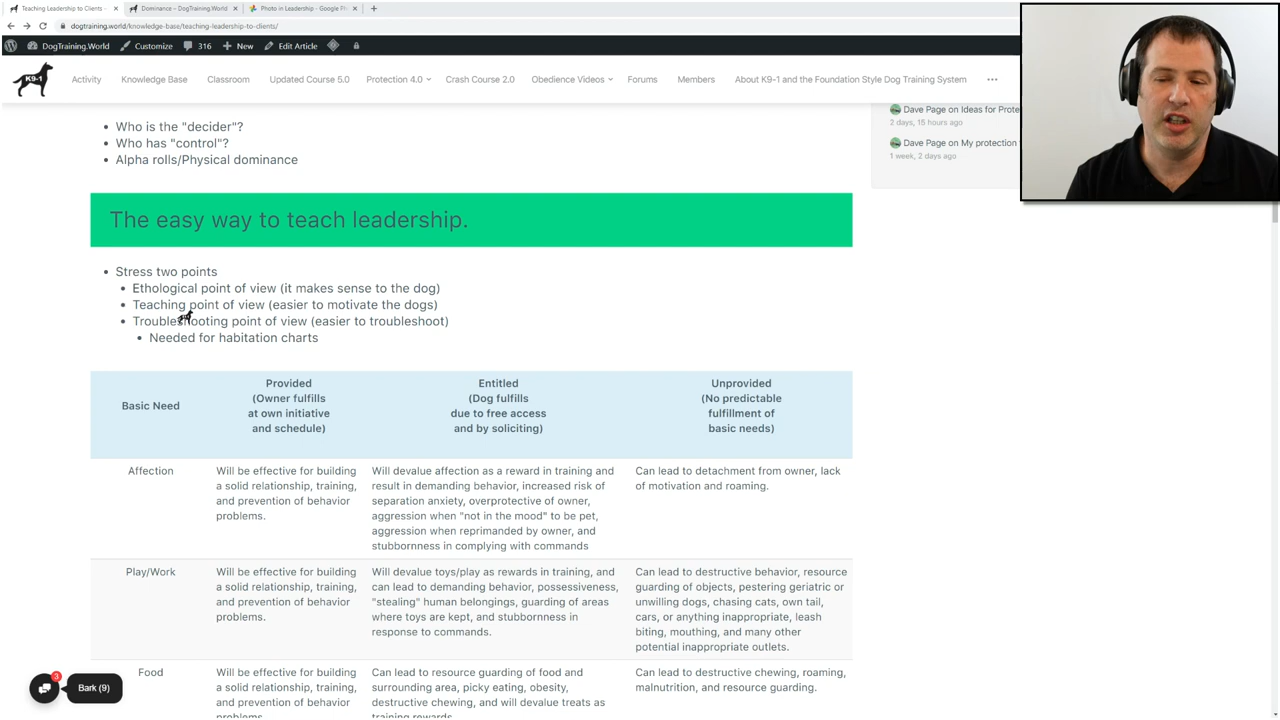 Teaching Leadership to Clients -
Dominance – DogTraining.World
Photo in Leadership - Google Ph
dogtraining.world/knowledge-base/teaching-leadership-to-clients/
DogTraining.World
Customize
316
New
Edit Article
K9-1
Activity
Knowledge Base
Classroom
Updated Course 5.0
Protection 4.0
Crash Course 2.0
Obedience Videos
Forums
Members
About K9-1 and the Foundation Style Dog Training System
Who is the "decider"?
Who has "control"?
Alpha rolls/Physical dominance
Dave Page on Ideas for Prote
2 days, 15 hours ago
Dave Page on My protection
1 week, 2 days ago
The easy way to teach leadership.
Stress two points
Ethological point of view (it makes sense to the dog)
Teaching point of view (easier to motivate the dogs)
Troubleshooting point of view (easier to troubleshoot)
Needed for habitation charts
Basic Need
Provided
(Owner fulfills
at own initiative
and schedule)
Entitled
(Dog fulfills
due to free access
and by soliciting)
Unprovided
(No predictable
fulfillment of
basic needs)
Affection
Will be effective for building
a solid relationship, training,
and prevention of behavior
problems.
Will devalue affection as a reward in training and
result in demanding behavior, increased risk of
separation anxiety, overprotective of owner,
aggression when "not in the mood" to be pet,
aggression when reprimanded by owner, and
stubbornness in complying with commands
Can lead to detachment from owner, lack
of motivation and roaming.
Play/Work
Will be effective for building
a solid relationship, training,
and prevention of behavior
problems.
Will devalue toys/play as rewards in training, and
can lead to demanding behavior, possessiveness,
"stealing" human belongings, guarding of areas
where toys are kept, and stubbornness in
response to commands.
Can lead to destructive behavior, resource
guarding of objects, pestering geriatric or
unwilling dogs, chasing cats, own tail,
cars, or anything inappropriate, leash
biting, mouthing, and many other
potential inappropriate outlets.
Food
Will be effective for building
a solid relationship, training,
and prevention of behavior
problems.
Can lead to resource guarding of food and
surrounding area, picky eating, obesity,
destructive chewing, and will devalue treats as
training rewards.
Can lead to destructive chewing, roaming,
malnutrition, and resource guarding.
3
Bark (9)